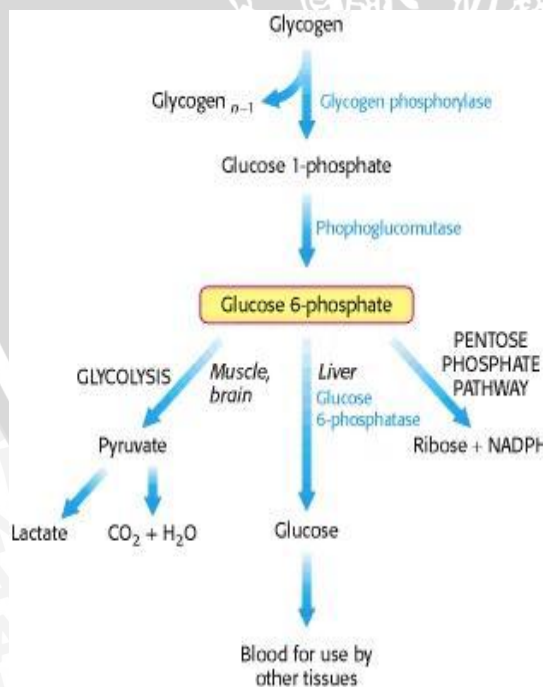 Glycogen
Glycogen n−1
Glycogen phosphorylase
Glucose 1-phosphate
Phophoglucomutase
Glucose 6-phosphate
GLYCOLYSIS
Muscle,
brain
Liver
Glucose
6-phosphatase
PENTOSE
PHOSPHATE
PATHWAY
Pyruvate
Ribose + NADPH
Lactate
CO₂ + H₂O
Glucose
Blood for use by
other tissues